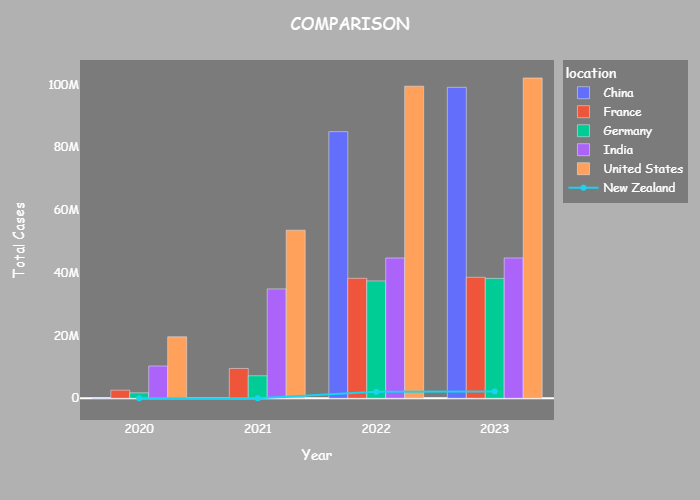 COMPARISON
100M
80M
60M
40M
20M
0
Total Cases
2020
2021
2022
2023
Year
location
China
France
Germany
India
United States
New Zealand